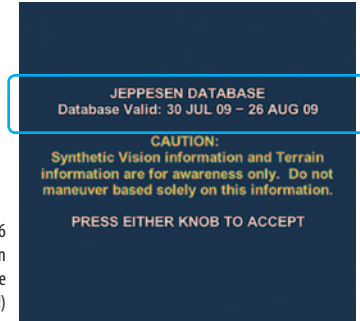 JEPPESEN DATABASE
Database Valid: 30 JUL 09 – 26 AUG 09
CAUTION:
Synthetic Vision information and Terrain
information are for awareness only. Do not
maneuver based solely on this information.
PRESS EITHER KNOB TO ACCEPT
6
n
e
)